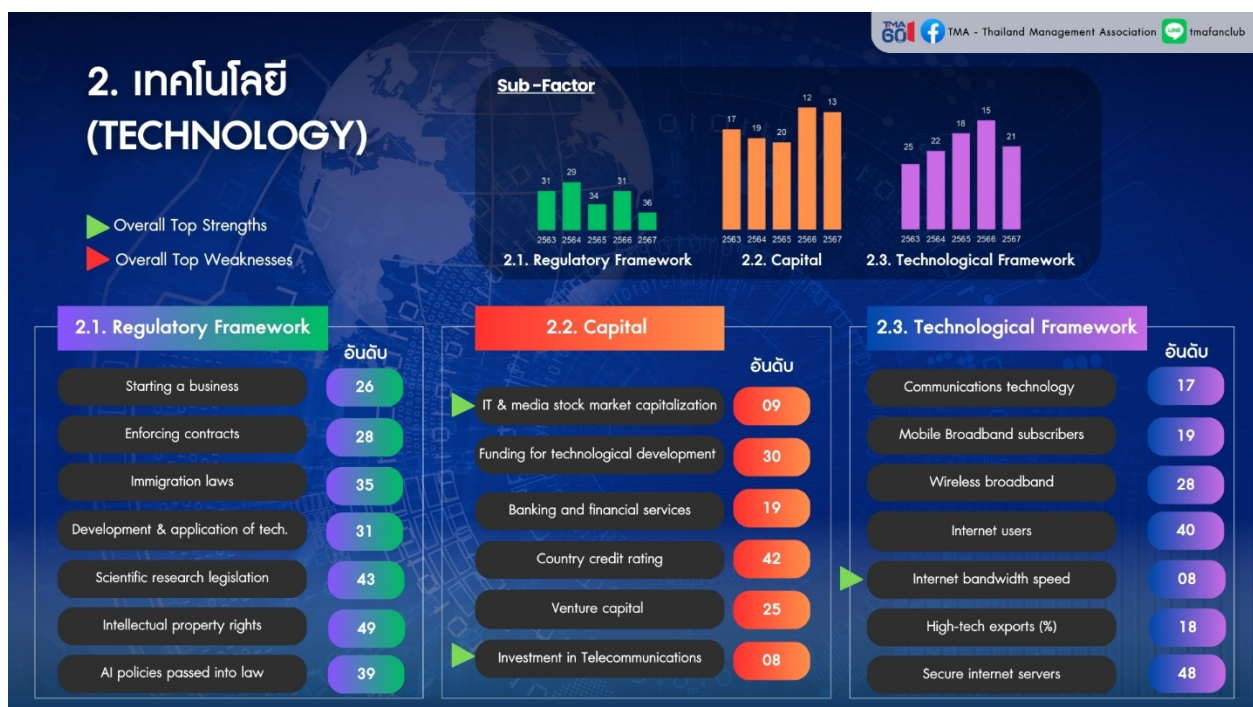 TMA 60 TMA - Thailand Management Association LINE tmafanclub
2. เทคโนโลยี
(TECHNOLOGY)
Overall Top Strengths
Overall Top Weaknesses
Sub-Factor
31 29 34 31 36
2563 2564 2565 2566 2567
2.1. Regulatory Framework
17 19 20 12 13
2563 2564 2565 2566 2567
2.2. Capital
25 22 18 15 21
2563 2564 2565 2566 2567
2.3. Technological Framework
2.1. Regulatory Framework
อันดับ
Starting a business 26
Enforcing contracts 28
Immigration laws 35
Development & application of tech. 31
Scientific research legislation 43
Intellectual property rights 49
AI policies passed into law 39
2.2. Capital
อันดับ
IT & media stock market capitalization 09
Funding for technological development 30
Banking and financial services 19
Country credit rating 42
Venture capital 25
Investment in Telecommunications 08
2.3. Technological Framework
อันดับ
Communications technology 17
Mobile Broadband subscribers 19
Wireless broadband 28
Internet users 40
Internet bandwidth speed 08
High-tech exports (%) 18
Secure internet servers 48